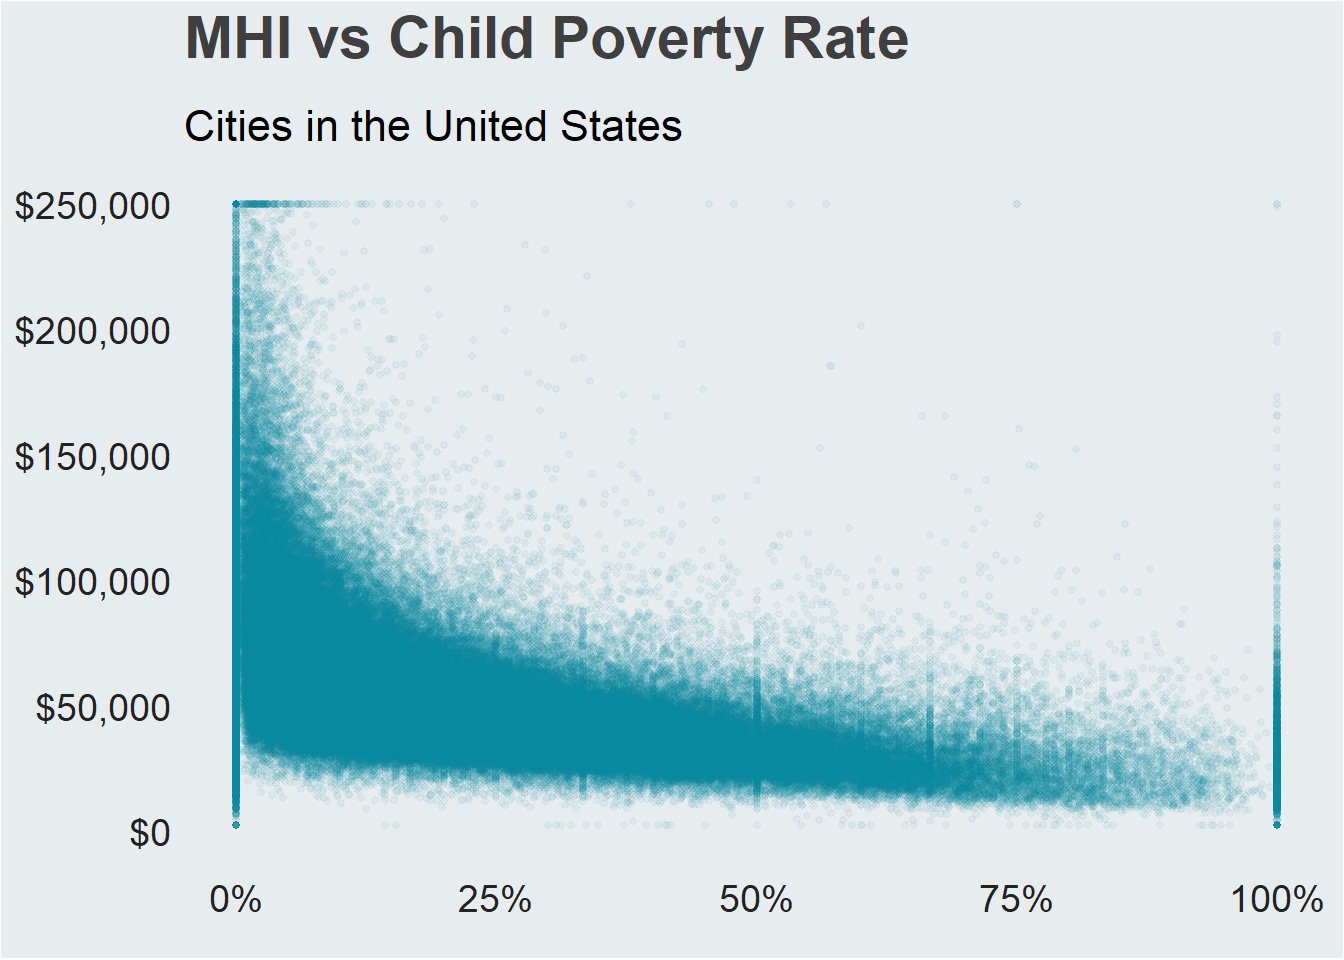 MHI vs Child Poverty Rate
Cities in the United States
$250,000
$200,000
$150,000
$100,000
$50,000
$0
0% 25% 50% 75% 100%